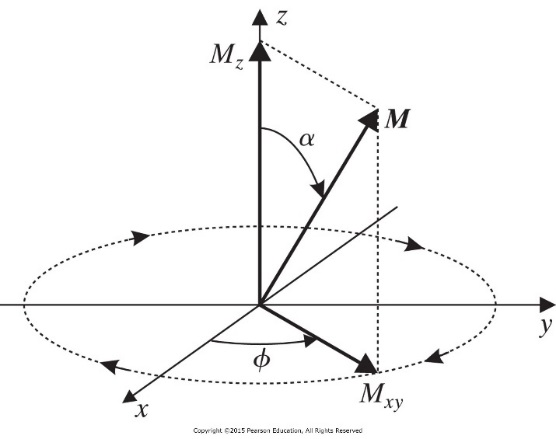 z
M_z
M
α
y
ϕ
x
M_xy
Copyright ©2015 Pearson Education, All Rights Reserved